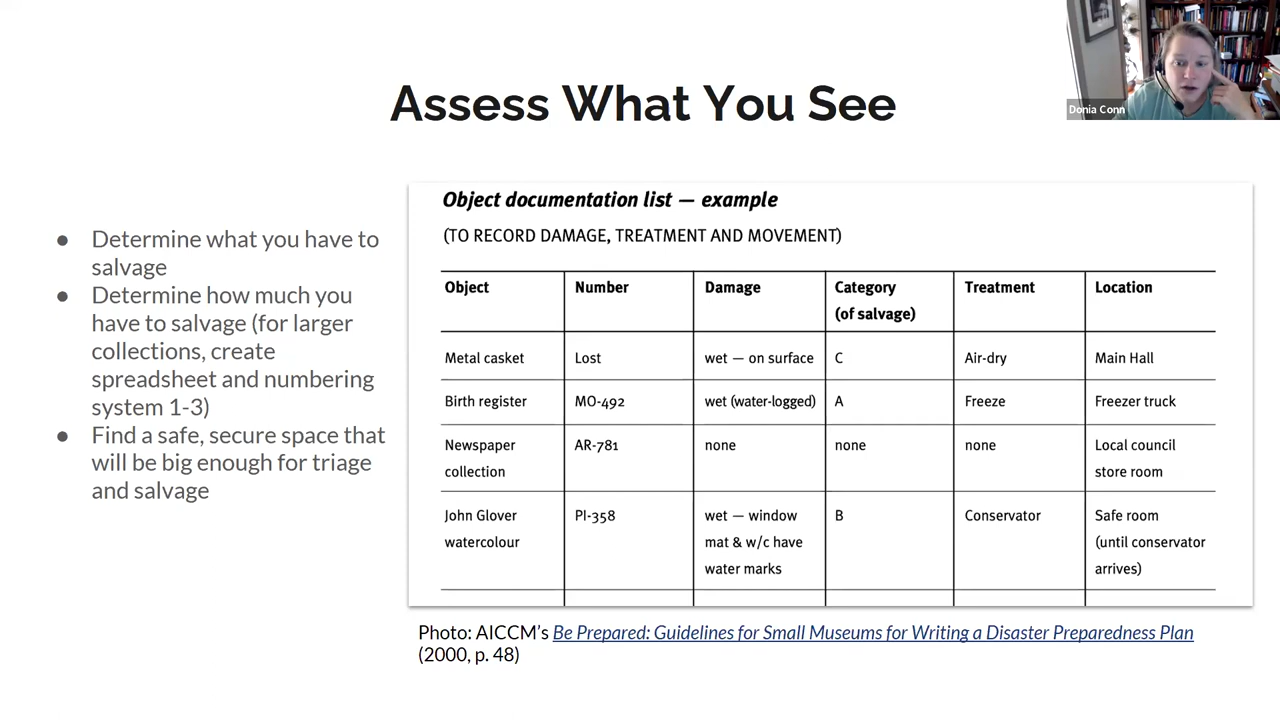 Donia Conn
Assess What You See
● Determine what you have to
salvage
● Determine how much you
have to salvage (for larger
collections, create
spreadsheet and numbering
system 1-3)
● Find a safe, secure space that
will be big enough for triage
and salvage
Object documentation list — example
(TO RECORD DAMAGE, TREATMENT AND MOVEMENT)
Object Number Damage Category Treatment Location
(of salvage)
Metal casket Lost wet — on surface C Air-dry Main Hall
Birth register MO-492 wet (water-logged) A Freeze Freezer truck
Newspaper AR-781 none none none Local council
collection store room
John Glover PI-358 wet — window B Conservator Safe room
watercolour mat & w/c have (until conservator
water marks arrives)
Photo: AICCM's Be Prepared: Guidelines for Small Museums for Writing a Disaster Preparedness Plan
(2000, p. 48)